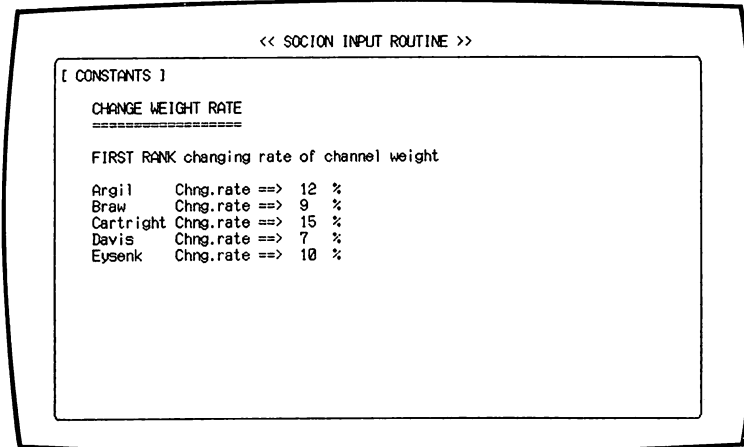 << SOCION INPUT ROUTINE >>
[ CONSTANTS ]
CHANGE WEIGHT RATE
==================
FIRST RANK changing rate of channel weight
Argil Chng.rate ==> 12 %
Braw Chng.rate ==> 9 %
Cartright Chng.rate ==> 15 %
Davis Chng.rate ==> 7 %
Eysenk Chng.rate ==> 10 %